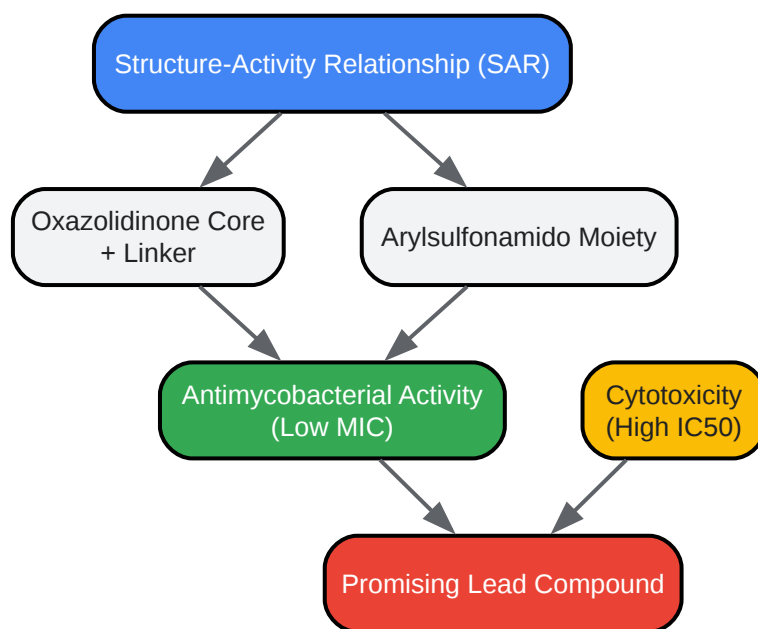 Structure-Activity Relationship (SAR)
Oxazolidinone Core
+ Linker
Arylsulfonamido Moiety
Antimycobacterial Activity
(Low MIC)
Cytotoxicity
(High IC50)
Promising Lead Compound